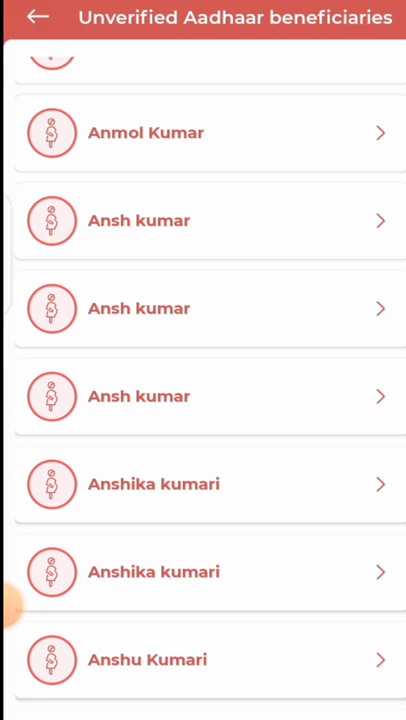 Unverified Aadhaar beneficiaries
Anmol Kumar
Ansh kumar
Ansh kumar
Ansh kumar
Anshika kumari
Anshika kumari
Anshu Kumari